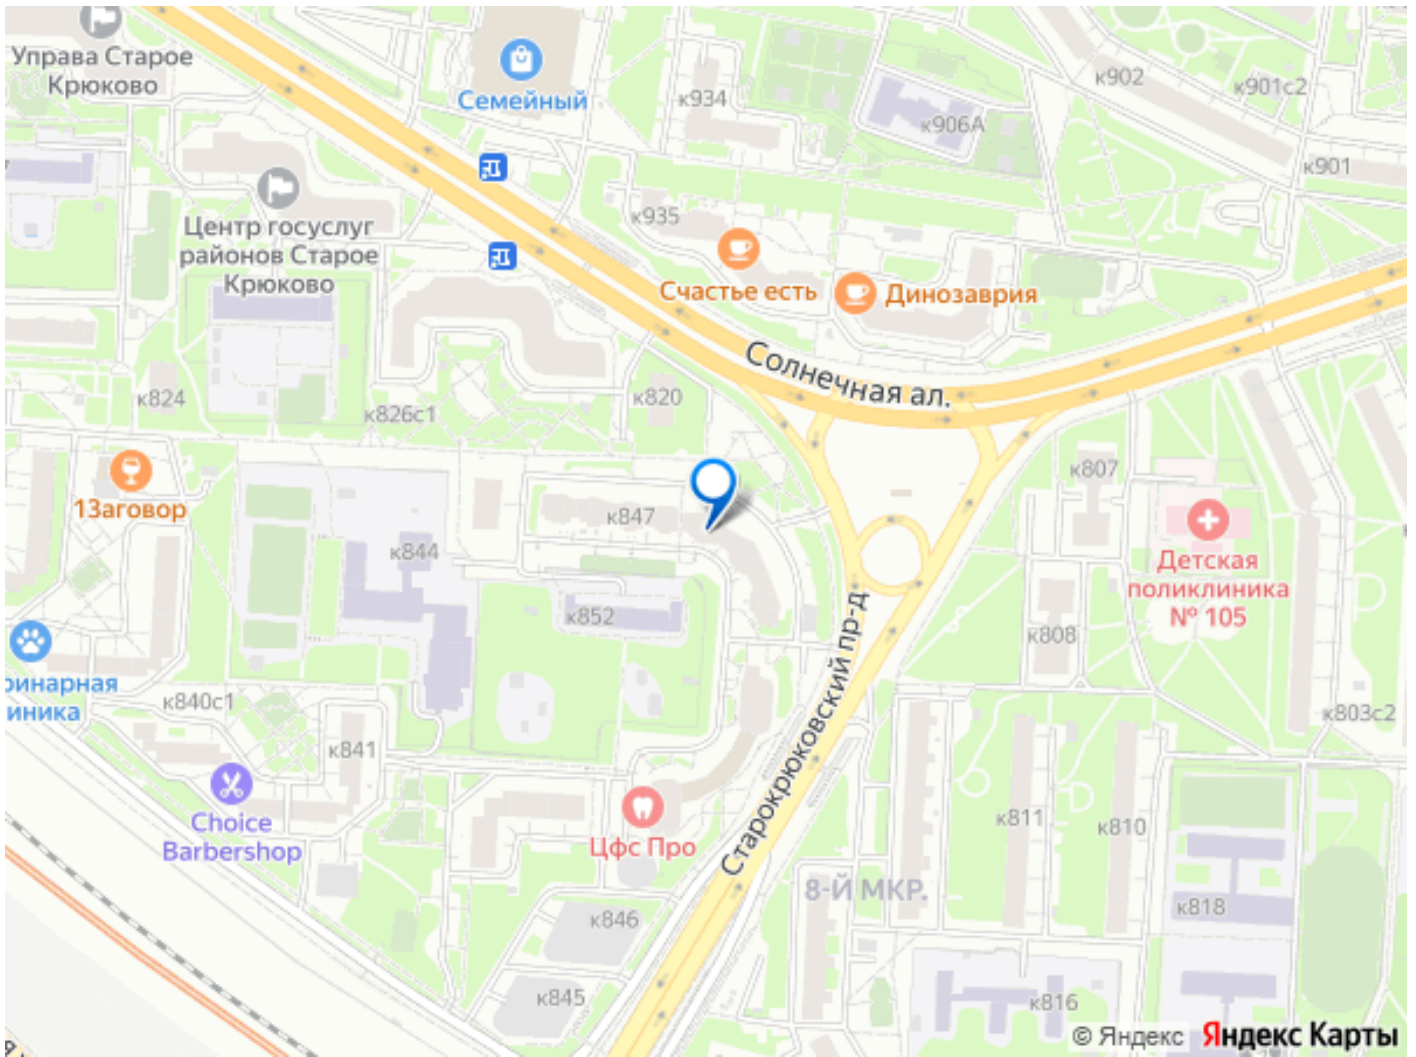 Управа Старое
Крюково
Семейный
к934
к906А
к902
к901с2
к901
Центр госуслуг
районов Старое
Крюково
к935
Счастье есть
Динозаврия
Солнечная ал.
к824
к826с1
к820
13аговор
к847
к844
к852
к807
Детская
поликлиника
№ 105
к808
ринарная
иника
к840с1
к841
Choice
Barbershop
Цфс Про
Старокрюковский пр-д
к803с2
к811
к810
8-Й МКР.
к818
к846
к845
к816
© Яндекс Яндекс Карты